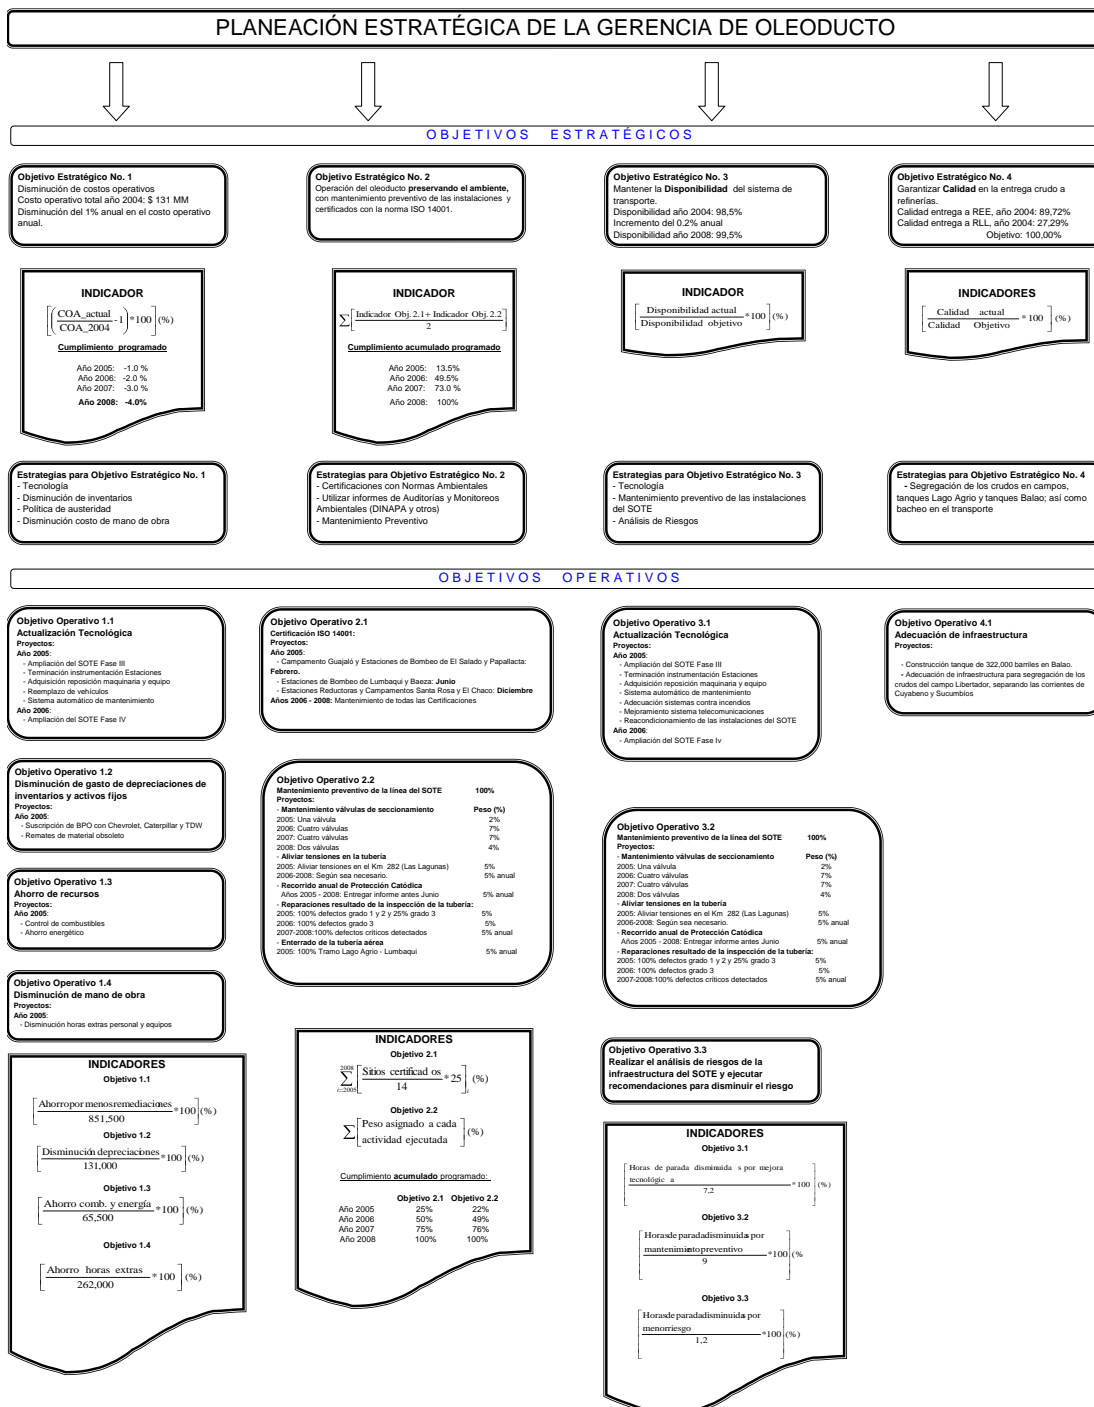 PLANEACIÓN ESTRATÉGICA DE LA GERENCIA DE OLEODUCTO
OBJETIVOS ESTRATÉGICOS
Objetivo Estratégico No. 1
Disminución de costos operativos
Costo operativo total año 2004: $ 131 MM
Disminución del 1% anual en el costo operativo
anual.
Objetivo Estratégico No. 2
Operación del oleoducto preservando el ambiente,
con mantenimiento preventivo de las instalaciones y
certificados con la norma ISO 14001.
Objetivo Estratégico No. 3
Mantener la Disponibilidad del sistema de
transporte.
Disponibilidad año 2004: 98,5%
Incremento del 0.2% anual
Disponibilidad año 2008: 99,5%
Objetivo Estratégico No. 4
Garantizar Calidad en la entrega crudo a
refinerías.
Calidad entrega a REE, año 2004: 89,72%
Calidad entrega a RLL, año 2004: 27,29%
Objetivo: 100,00%
INDICADOR
[(COA_actual
COA_2004 -1)*100](%)
Cumplimiento programado
Año 2005: -1.0 %
Año 2006: -2.0 %
Año 2007: -3.0 %
Año 2008: -4.0%
INDICADOR
∑[Indicador Obj.2.1+ Indicador Obj.2.2
2]
Cumplimiento acumulado programado
Año 2005: 13.5%
Año 2006: 49.5%
Año 2007: 73.0 %
Año 2008: 100%
INDICADOR
[Disponibilidad actual
Disponibilidad objetivo *100](%)
INDICADORES
[Calidad actual
Calidad Objetivo * 100](%)
Estrategias para Objetivo Estratégico No. 1
- Tecnología
- Disminución de inventarios
- Política de austeridad
- Disminución costo de mano de obra
Estrategias para Objetivo Estratégico No. 2
- Certificaciones con Normas Ambientales
- Utilizar informes de Auditorías y Monitoreos
Ambientales (DINAPA y otros)
- Mantenimiento Preventivo
Estrategias para Objetivo Estratégico No. 3
- Tecnología
- Mantenimiento preventivo de las instalaciones
del SOTE
- Análisis de Riesgos
Estrategias para Objetivo Estratégico No. 4
- Segregación de los crudos en campos,
tanques Lago Agrio y tanques Balao; así como
bacheo en el transporte
OBJETIVOS OPERATIVOS
Objetivo Operativo 1.1
Actualización Tecnológica
Proyectos:
Año 2005:
- Ampliación del SOTE Fase III
- Terminación instrumentación Estaciones
- Adquisición reposición maquinaria y equipo
- Reemplazo de vehículos
- Sistema automático de mantenimiento
Año 2006:
- Ampliación del SOTE Fase IV
Objetivo Operativo 1.2
Disminución de gasto de depreciaciones de
inventarios y activos fijos
Proyectos:
Año 2005:
- Suscripción de BPO con Chevrolet, Caterpillar y TDW
- Remates de material obsoleto
Objetivo Operativo 1.3
Ahorro de recursos
Proyectos:
Año 2005:
- Control de combustibles
- Ahorro energético
Objetivo Operativo 1.4
Disminución de mano de obra
Proyectos:
Año 2005:
- Disminución horas extras personal y equipos
INDICADORES
Objetivo 1.1
[Ahorropormenosremediaciones
851,500 *100](%)
Objetivo 1.2
[Disminución depreciaciones
131,000 *100](%)
Objetivo 1.3
[Ahorro comb. y energía
65,500 *100](%)
Objetivo 1.4
[Ahorro horas extras
262,000 * 100](%)
Objetivo Operativo 2.1
Certificación ISO 14001:
Proyectos:
Año 2005:
- Campamento Guajaló y Estaciones de Bombeo de El Salado y Papallacta:
Febrero.
- Estaciones de Bombeo de Lumbaqui y Baeza: Junio
- Estaciones Reductoras y Campamentos Santa Rosa y El Chaco: Diciembre
Años 2006 - 2008: Mantenimiento de todas las Certificaciones
Objetivo Operativo 2.2
Mantenimiento preventivo de la línea del SOTE 100%
Proyectos:
- Mantenimiento válvulas de seccionamiento Peso (%)
2005: Una válvula 2%
2006: Cuatro válvulas 7%
2007: Cuatro válvulas 7%
2008: Dos válvulas 4%
- Aliviar tensiones en la tubería
2005: Aliviar tensiones en el Km 282 (Las Lagunas) 5%
2006-2008: Según sea necesario. 5% anual
- Recorrido anual de Protección Catódica
Años 2005 - 2008: Entregar informe antes Junio 5% anual
- Reparaciones resultado de la inspección de la tubería:
2005: 100% defectos grado 1 y 2 y 25% grado 3 5%
2006: 100% defectos grado 3 5%
2007-2008:100% defectos críticos detectados 5% anual
- Enterrado de la tubería aérea
2005: 100% Tramo Lago Agrio - Lumbaqui 5% anual
INDICADORES
Objetivo 2.1
2008
∑[Sitios certificad os
14 * 25]i (%)
i=2005
Objetivo 2.2
∑[Peso asignado a cada
actividad ejecutada](%)
Cumplimiento acumulado programado:
Objetivo 2.1 Objetivo 2.2
Año 2005 25% 22%
Año 2006 50% 49%
Año 2007 75% 76%
Año 2008 100% 100%
Objetivo Operativo 3.1
Actualización Tecnológica
Proyectos:
Año 2005:
- Ampliación del SOTE Fase III
- Terminación instrumentación Estaciones
- Adquisición reposición maquinaria y equipo
- Sistema automático de mantenimiento
- Adecuación sistemas contra incendios
- Mejoramiento sistema telecomunicaciones
- Reacondicionamiento de las instalaciones del SOTE
Año 2006:
- Ampliación del SOTE Fase Iv
Objetivo Operativo 3.2
Mantenimiento preventivo de la línea del SOTE 100%
Proyectos:
- Mantenimiento válvulas de seccionamiento Peso (%)
2005: Una válvula 2%
2006: Cuatro válvulas 7%
2007: Cuatro válvulas 7%
2008: Dos válvulas 4%
- Aliviar tensiones en la tubería
2005: Aliviar tensiones en el Km 282 (Las Lagunas) 5%
2006-2008: Según sea necesario. 5% anual
- Recorrido anual de Protección Catódica
Años 2005 - 2008: Entregar informe antes Junio 5% anual
- Reparaciones resultado de la inspección de la tubería:
2005: 100% defectos grado 1 y 2 y 25% grado 3 5%
2006: 100% defectos grado 3 5%
2007-2008:100% defectos críticos detectados 5% anual
Objetivo Operativo 3.3
Realizar el análisis de riesgos de la
infraestructura del SOTE y ejecutar
recomendaciones para disminuir el riesgo
INDICADORES
Objetivo 3.1
[Horas de parada disminuida s por mejora
tecnológic a
7,2 * 100](%)
Objetivo 3.2
[Horasde paradadisminuidas por
mantenimientopreventivo
9 *100](%
Objetivo 3.3
[Horasdeparadadisminuidas por
menorriesgo
1,2 *100](%)
Objetivo Operativo 4.1
Adecuación de infraestructura
Proyectos:
- Construcción tanque de 322,000 barriles en Balao.
- Adecuación de infraestructura para segregación de los
crudos del campo Libertador, separando las corrientes de
Cuyabeno y Sucumbíos